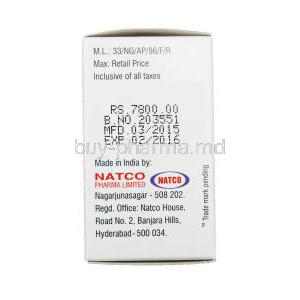 M.L.: 33/NG/AP/96/F/R
Max. Retail Price
Inclusive of all taxes
RS.7800.00
B.NO.203551
MFD.03/2015
EXP.02/2016
buy-pharma.md
Made in India by:
NATCO
PHARMA LIMITED
NATCO
Nagarjunasagar - 508 202.
Regd. Office: Natco House,
Road No. 2, Banjara Hills,
Hyderabad - 500 034.
™ Trade mark pending